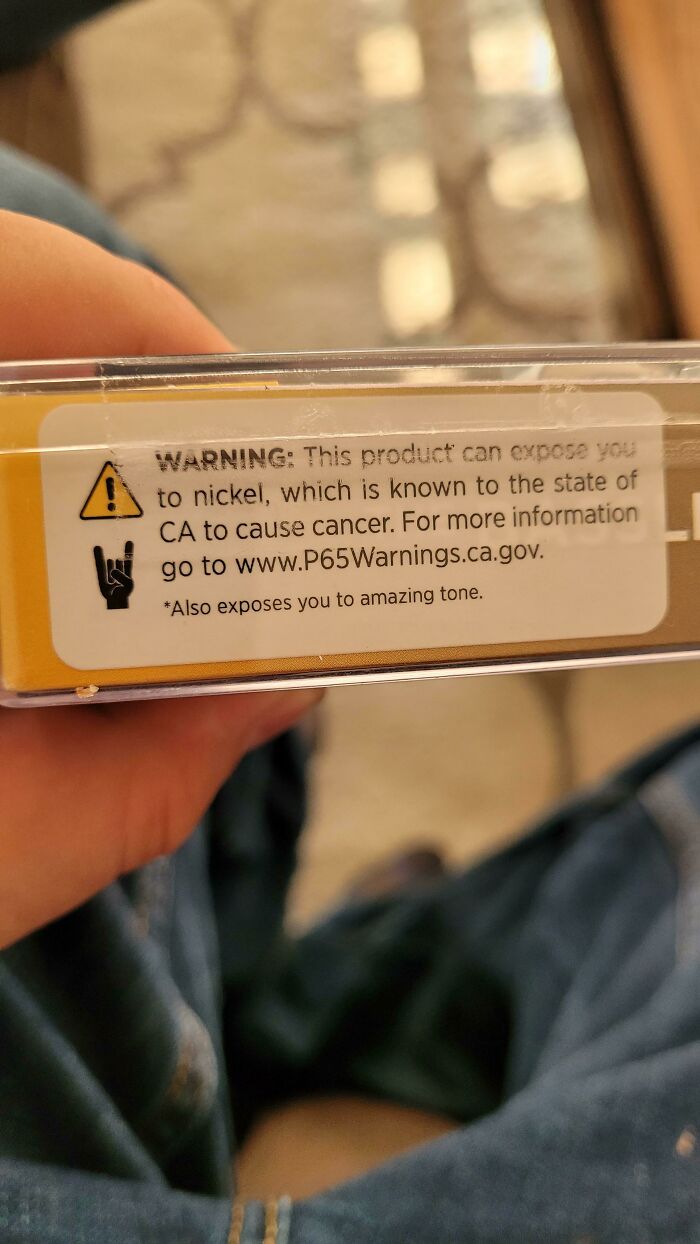 WARNING: This product can expose you
to nickel, which is known to the state of
CA to cause cancer. For more information
go to www.P65Warnings.ca.gov.
*Also exposes you to amazing tone.